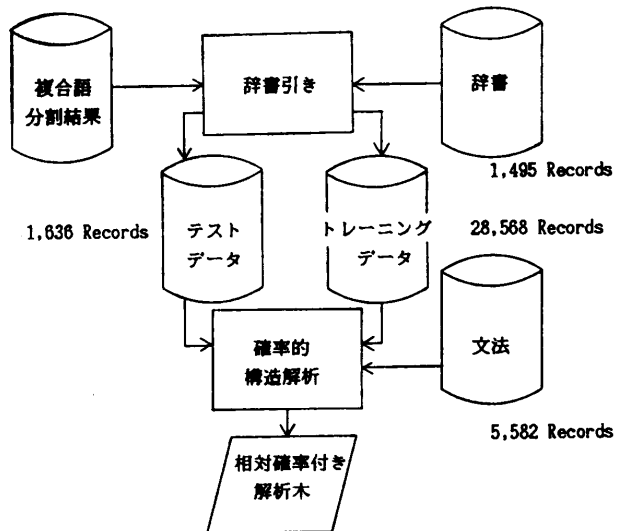 複合語
分割結果
辞書引き
辞書
1,495 Records
1,636 Records
テスト
データ
トレーニング
データ
28,568 Records
確率的
構造解析
文法
5,582 Records
相対確率付き
解析木